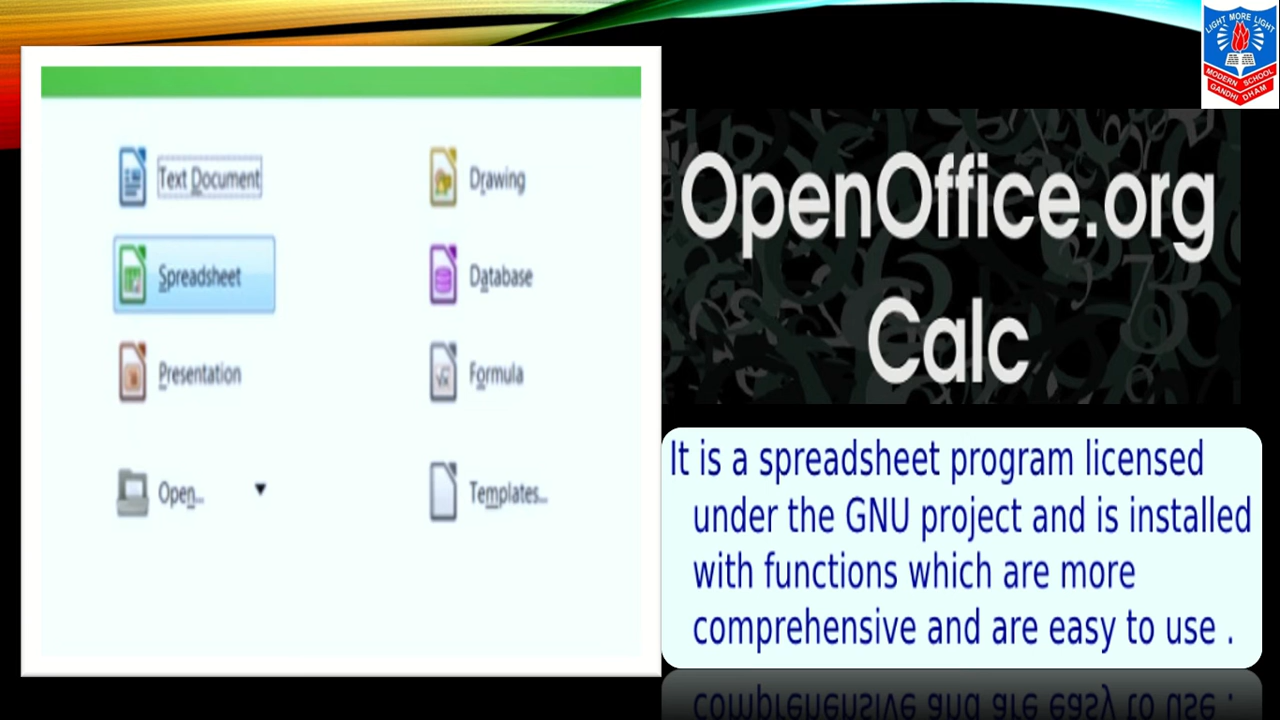 LIGHT MORE LIGHT
MODERN SCHOOL
GANDHI DHAM
Text Document
Drawing
Spreadsheet
Database
Presentation
Formula
Open...
Templates...
OpenOffice.org
Calc
It is a spreadsheet program licensed
under the GNU project and is installed
with functions which are more
comprehensive and are easy to use .